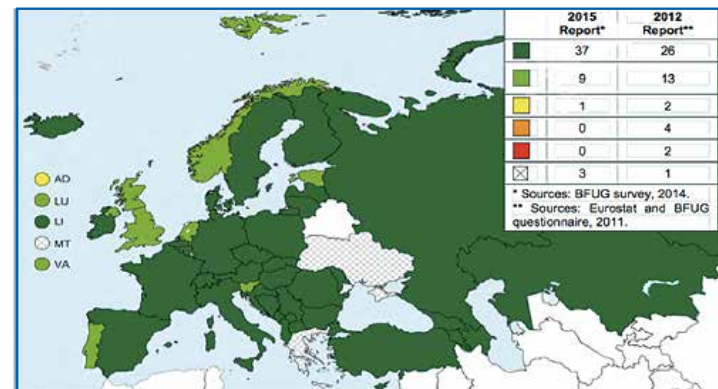 2015 2012
Report* Report**
37 26
9 13
1 2
0 4
0 2
3 1
* Sources: BFUG survey, 2014.
** Sources: Eurostat and BFUG
questionnaire, 2011.
AD
LU
LI
MT
VA